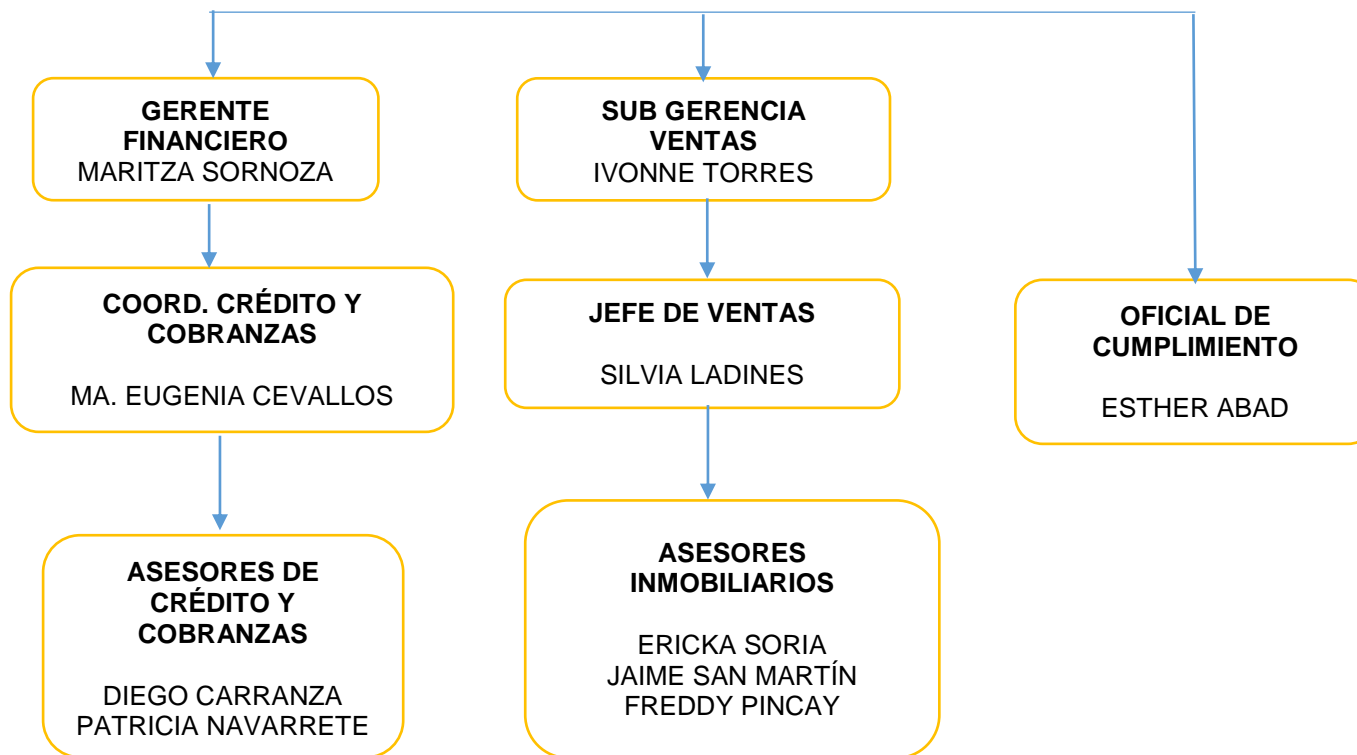 GERENTE
FINANCIERO
MARITZA SORNOZA
SUB GERENCIA
VENTAS
IVONNE TORRES
COORD. CRÉDITO Y
COBRANZAS
MA. EUGENIA CEVALLOS
JEFE DE VENTAS
SILVIA LADINES
OFICIAL DE
CUMPLIMIENTO
ESTHER ABAD
ASESORES DE
CRÉDITO Y
COBRANZAS
DIEGO CARRANZA
PATRICIA NAVARRETE
ASESORES
INMOBILIARIOS
ERICKA SORIA
JAIME SAN MARTÍN
FREDDY PINCAY